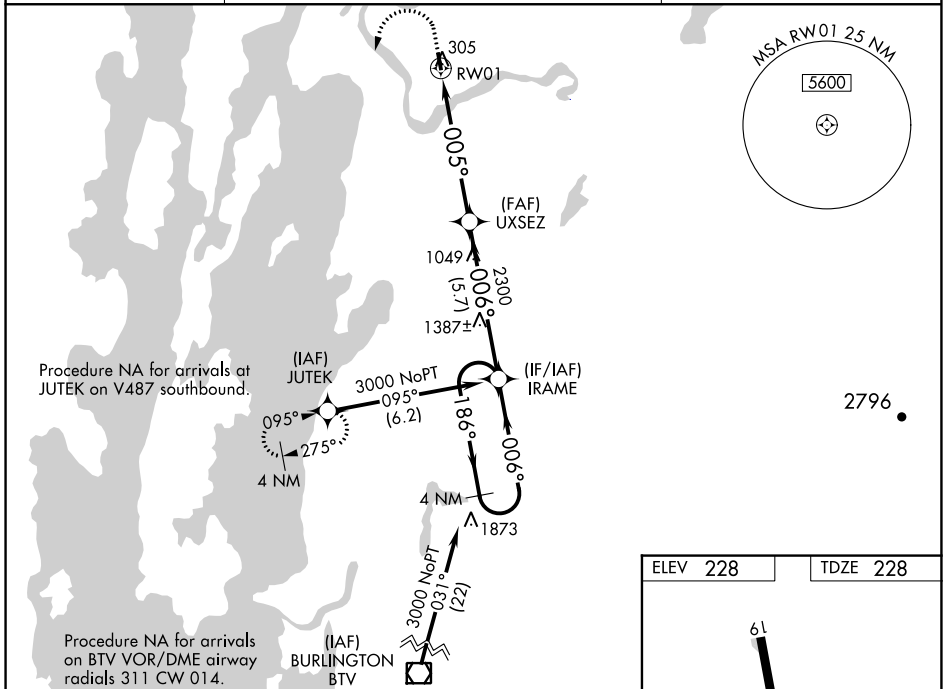 305
RW01
MSA RW01 25 NM
5600
005°
(FAF)
UXSEZ
1049
006°
2300
(5.7)
1387±
Procedure NA for arrivals at
JUTEK on V487 southbound.
(IAF)
JUTEK
3000 NoPT
095°
(6.2)
(IF/IAF)
IRAME
095°
275°
4 NM
186°
006°
2796
4 NM
1873
3000 NoPT
031°
(22)
Procedure NA for arrivals
on BTV VOR/DME airway
radials 311 CW 014.
(IAF)
BURLINGTON
BTV
ELEV 228
TDZE 228
19